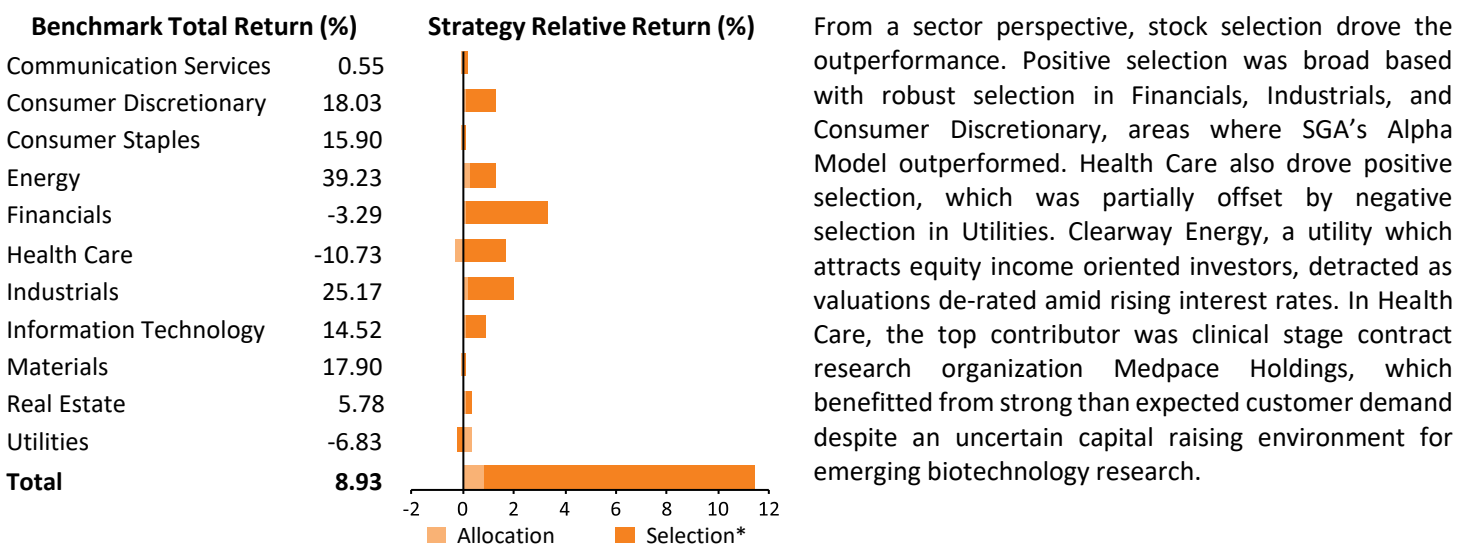 Benchmark Total Return (%)
Communication Services 0.55
Consumer Discretionary 18.03
Consumer Staples 15.90
Energy 39.23
Financials -3.29
Health Care -10.73
Industrials 25.17
Information Technology 14.52
Materials 17.90
Real Estate 5.78
Utilities -6.83
Total 8.93
Strategy Relative Return (%)
-2 0 2 4 6 8 10 12
Allocation Selection*
From a sector perspective, stock selection drove the
outperformance. Positive selection was broad based
with robust selection in Financials, Industrials, and
Consumer Discretionary, areas where SGA’s Alpha
Model outperformed. Health Care also drove positive
selection, which was partially offset by negative
selection in Utilities. Clearway Energy, a utility which
attracts equity income oriented investors, detracted as
valuations de-rated amid rising interest rates. In Health
Care, the top contributor was clinical stage contract
research organization Medpace Holdings, which
benefitted from strong than expected customer demand
despite an uncertain capital raising environment for
emerging biotechnology research.